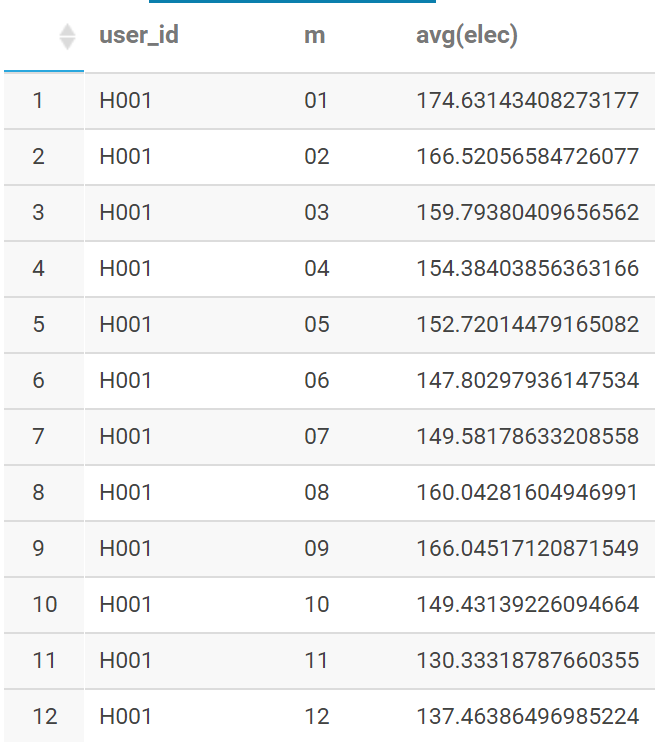 user_id m avg(elec)
1 H001 01 174.63143408273177
2 H001 02 166.52056584726077
3 H001 03 159.79380409656562
4 H001 04 154.38403856363166
5 H001 05 152.72014479165082
6 H001 06 147.80297936147534
7 H001 07 149.58178633208558
8 H001 08 160.04281604946991
9 H001 09 166.04517120871549
10 H001 10 149.43139226094664
11 H001 11 130.33318787660355
12 H001 12 137.46386496985224